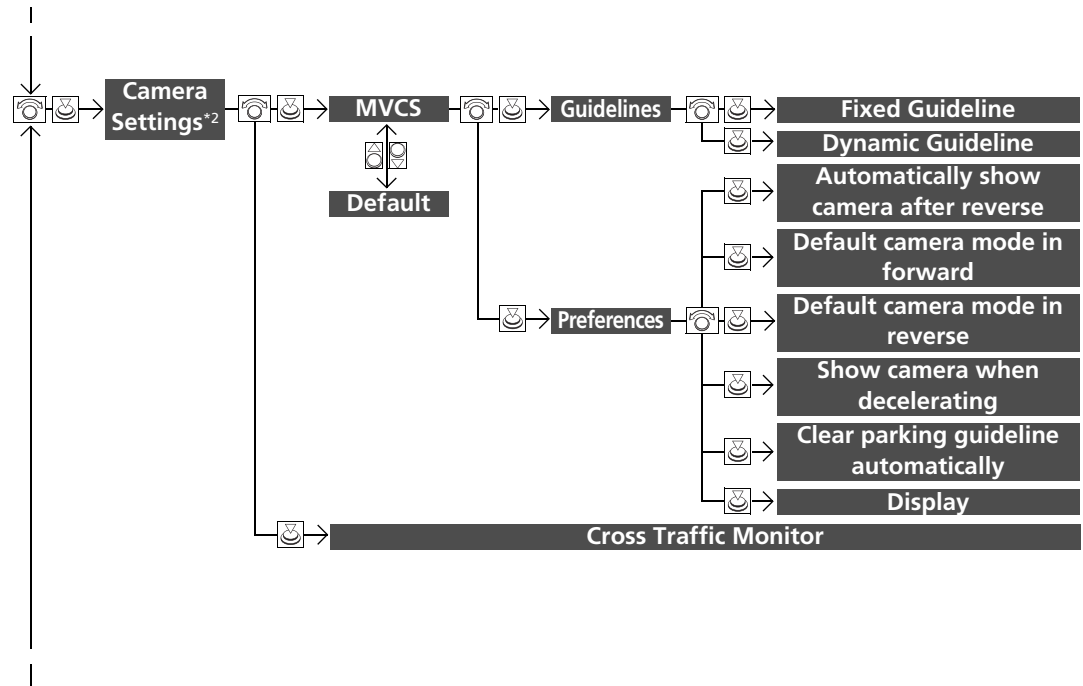 Camera
Settings*2
MVCS
Default
Guidelines
Fixed Guideline
Dynamic Guideline
Preferences
Automatically show
camera after reverse
Default camera mode in
forward
Default camera mode in
reverse
Show camera when
decelerating
Clear parking guideline
automatically
Display
Cross Traffic Monitor